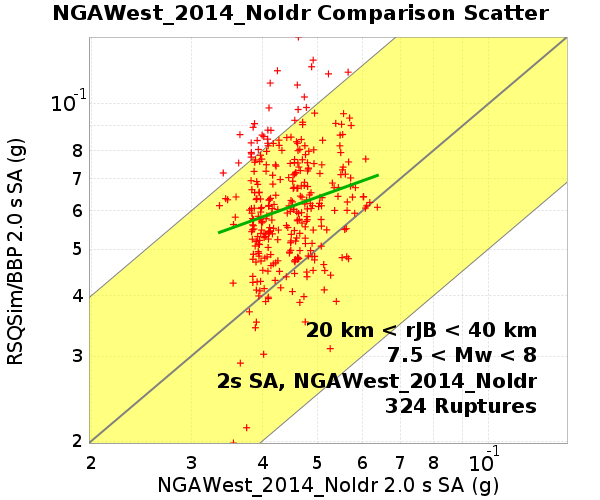 NGAWest_2014_NoIdr Comparison Scatter
RSQSim/BBP 2.0 s SA (g)
10⁻¹
8
7
6
5
4
3
2
20 km < rJB < 40 km
7.5 < Mw < 8
2s SA, NGAWest_2014_NoIdr
324 Ruptures
2 3 4 5 6 7 8 10⁻¹
NGAWest_2014_NoIdr 2.0 s SA (g)